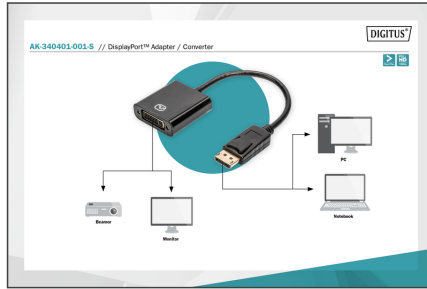 DIGITUS®
AK-340401-001-S // DisplayPort™ Adapter / Converter
HD
PC
Beamer
Monitor
Notebook